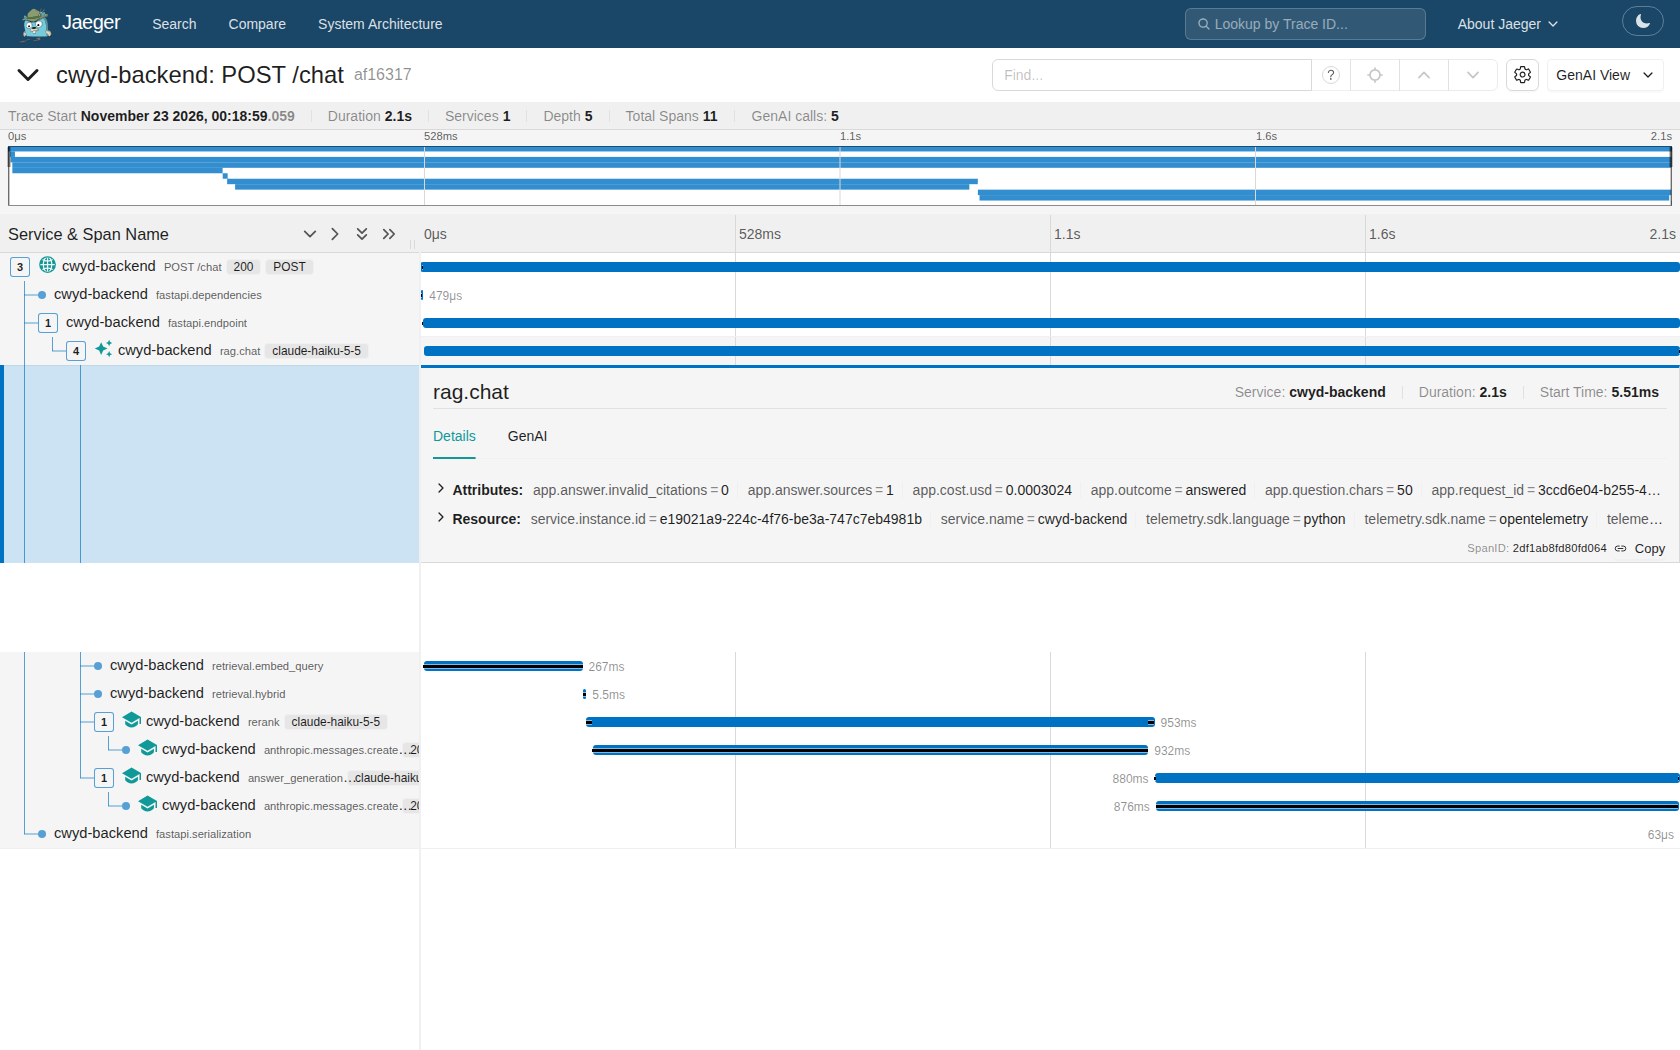 Jaeger Search Compare System Architecture Lookup by Trace ID... About Jaeger
cwyd-backend: POST /chat af16317 Find... ? GenAI View
Trace Start November 23 2026, 00:18:59.059 Duration 2.1s Services 1 Depth 5 Total Spans 11 GenAI calls: 5
0μs 528ms 1.1s 1.6s 2.1s
Service & Span Name 0μs 528ms 1.1s 1.6s 2.1s
3 cwyd-backend POST /chat 200 POST
cwyd-backend fastapi.dependencies 479μs
1 cwyd-backend fastapi.endpoint
4 cwyd-backend rag.chat claude-haiku-5-5
rag.chat Service: cwyd-backend Duration: 2.1s Start Time: 5.51ms
Details GenAI
Attributes: app.answer.invalid_citations = 0 app.answer.sources = 1 app.cost.usd = 0.0003024 app.outcome = answered app.question.chars = 50 app.request_id = 3ccd6e04-b255-4…
Resource: service.instance.id = e19021a9-224c-4f76-be3a-747c7eb4981b service.name = cwyd-backend telemetry.sdk.language = python telemetry.sdk.name = opentelemetry teleme…
SpanID: 2df1ab8fd80fd064 Copy
cwyd-backend retrieval.embed_query 267ms
cwyd-backend retrieval.hybrid 5.5ms
1 cwyd-backend rerank claude-haiku-5-5 953ms
cwyd-backend anthropic.messages.create… 20 932ms
1 cwyd-backend answer_generation… claude-haiku 880ms
cwyd-backend anthropic.messages.create… 20 876ms
cwyd-backend fastapi.serialization 63μs